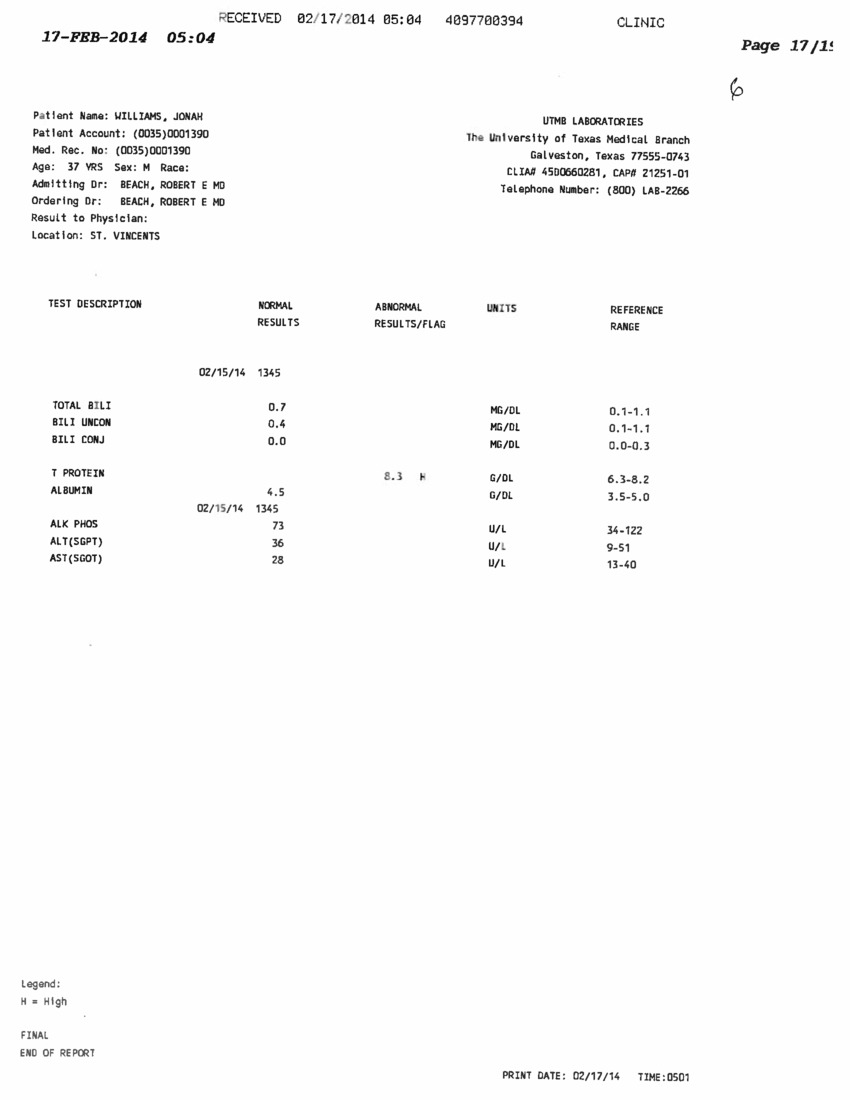 RECEIVED 02/17/2014 05:04 4097700394 CLINIC
17-FEB-2014 05:04
Page 17/1
6
Patient Name: WILLIAMS, JONAH
Patient Account: (0035)0001390
Med. Rec. No: (0035)0001390
Age: 37 YRS Sex: M Race:
Admitting Dr: BEACH, ROBERT E MD
Ordering Dr: BEACH, ROBERT E MD
Result to Physician:
Location: ST. VINCENTS
UTMB LABORATORIES
The University of Texas Medical Branch
Galveston, Texas 77555-0743
CLIA# 45D0660281, CAP# 21251-01
Telephone Number: (800) LAB-2266
TEST DESCRIPTION NORMAL ABNORMAL UNITS REFERENCE
RESULTS RESULTS/FLAG RANGE
02/15/14 1345
TOTAL BILI 0.7 MG/DL 0.1-1.1
BILI UNCON 0.4 MG/DL 0.1-1.1
BILI CONJ 0.0 MG/DL 0.0-0.3
T PROTEIN 8.3 H G/DL 6.3-8.2
ALBUMIN 4.5 G/DL 3.5-5.0
02/15/14 1345
ALK PHOS 73 U/L 34-122
ALT(SGPT) 36 U/L 9-51
AST(SGOT) 28 U/L 13-40
Legend:
H = High
FINAL
END OF REPORT
PRINT DATE: 02/17/14 TIME:0501